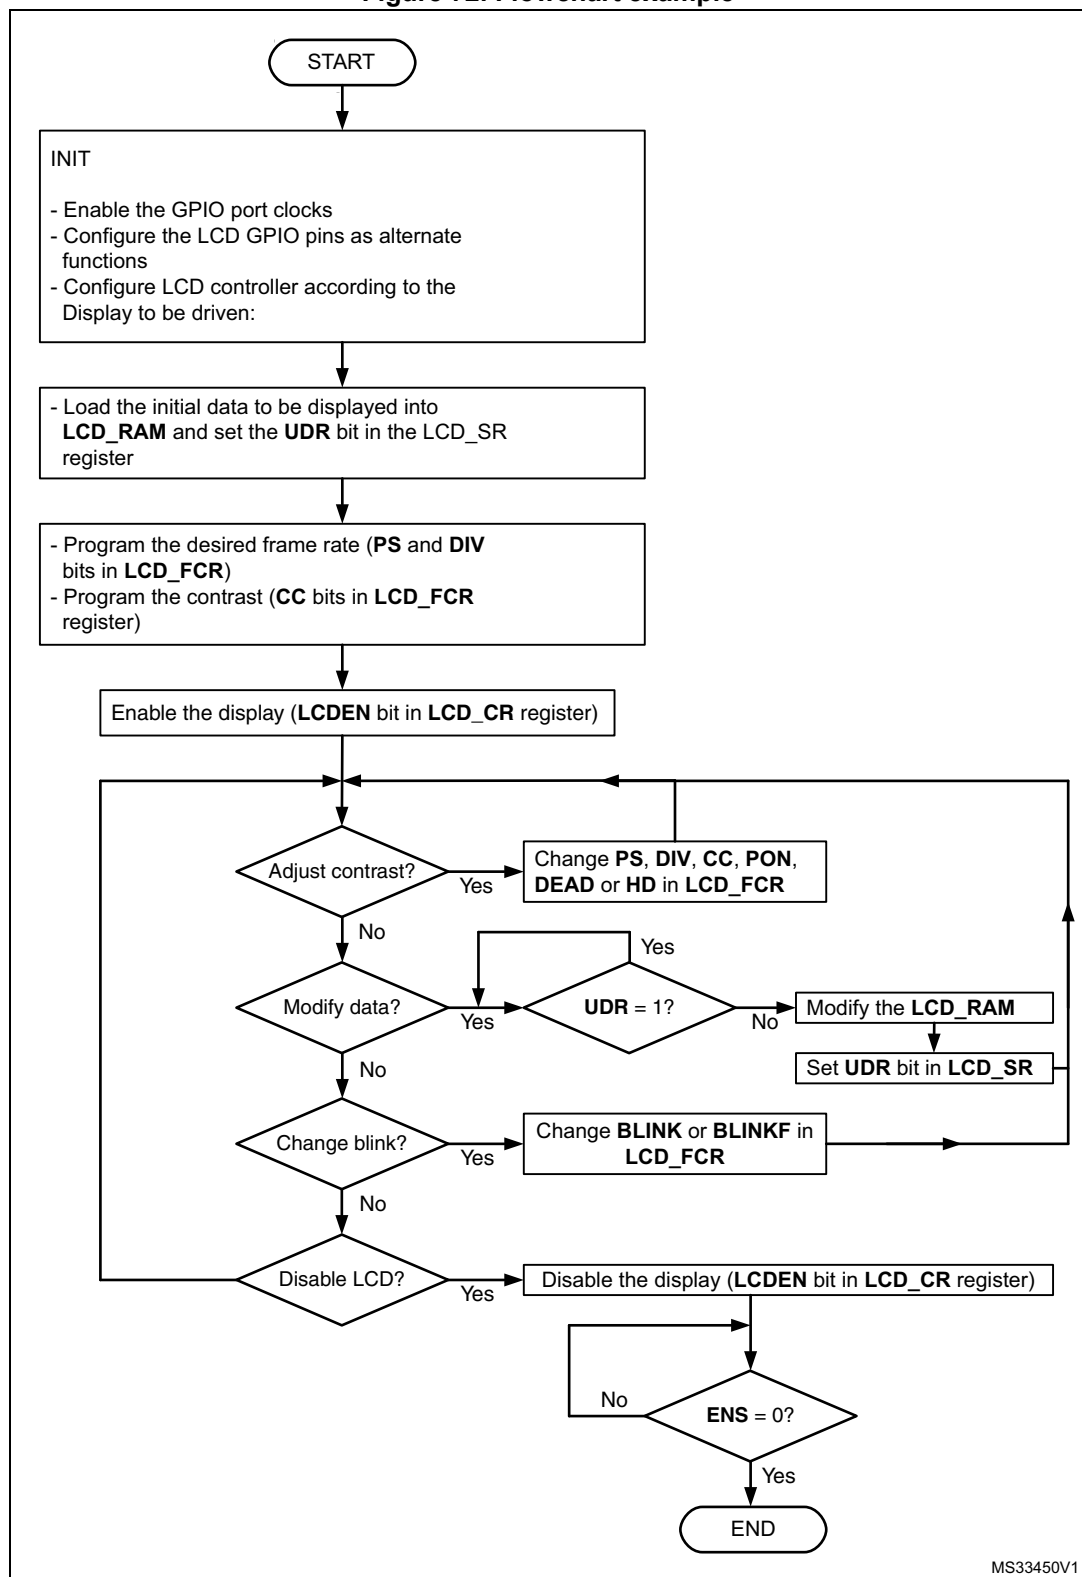 START
INIT
- Enable the GPIO port clocks
- Configure the LCD GPIO pins as alternate
functions
- Configure LCD controller according to the
Display to be driven:
- Load the initial data to be displayed into
LCD_RAM and set the UDR bit in the LCD_SR
register
- Program the desired frame rate (PS and DIV
bits in LCD_FCR)
- Program the contrast (CC bits in LCD_FCR
register)
Enable the display (LCDEN bit in LCD_CR register)
Adjust contrast?
Yes
Change PS, DIV, CC, PON,
DEAD or HD in LCD_FCR
No
Modify data?
Yes
Yes
UDR = 1?
No
Modify the LCD_RAM
Set UDR bit in LCD_SR
No
Change blink?
Yes
Change BLINK or BLINKF in
LCD_FCR
No
Disable LCD?
Yes
Disable the display (LCDEN bit in LCD_CR register)
No
ENS = 0?
Yes
END
MS33450V1